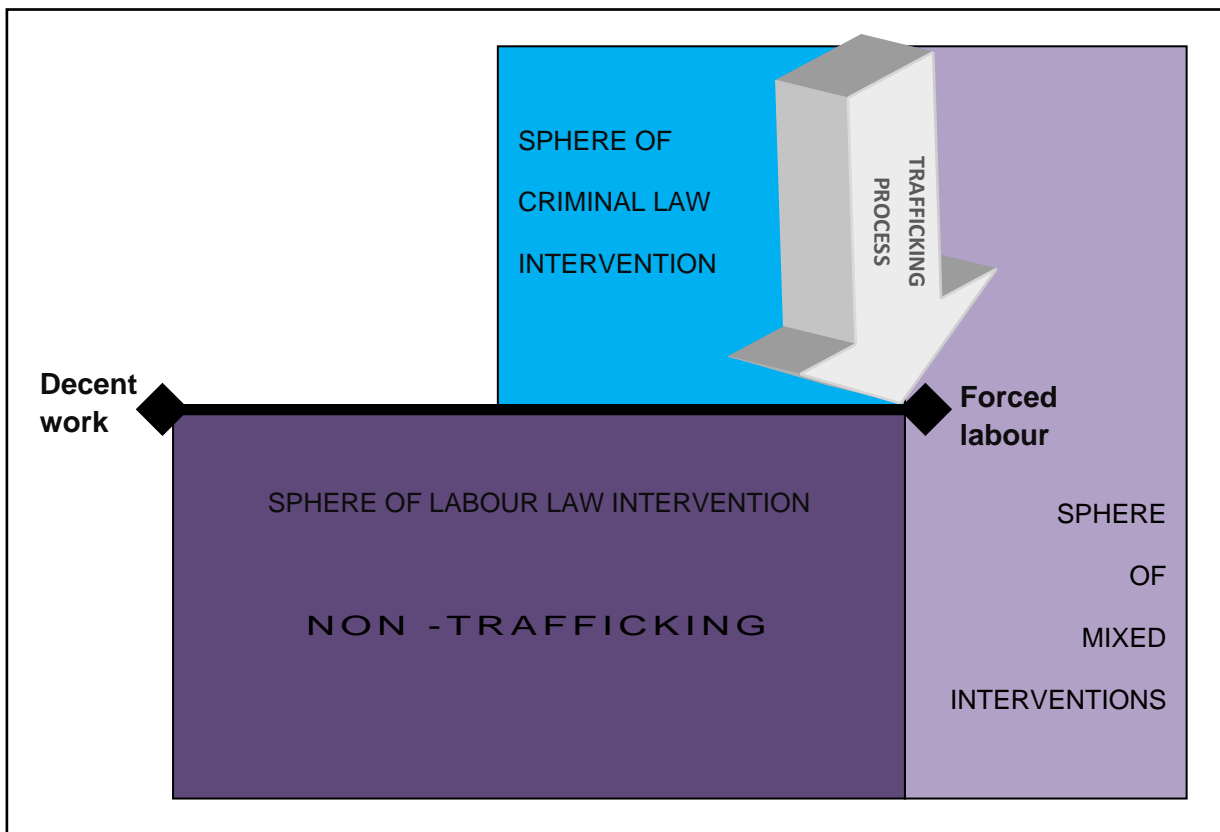 SPHERE OF
CRIMINAL LAW
INTERVENTION
TRAFFICKING
PROCESS
Decent
work
Forced
labour
SPHERE OF LABOUR LAW INTERVENTION
NON -TRAFFICKING
SPHERE
OF
MIXED
INTERVENTIONS